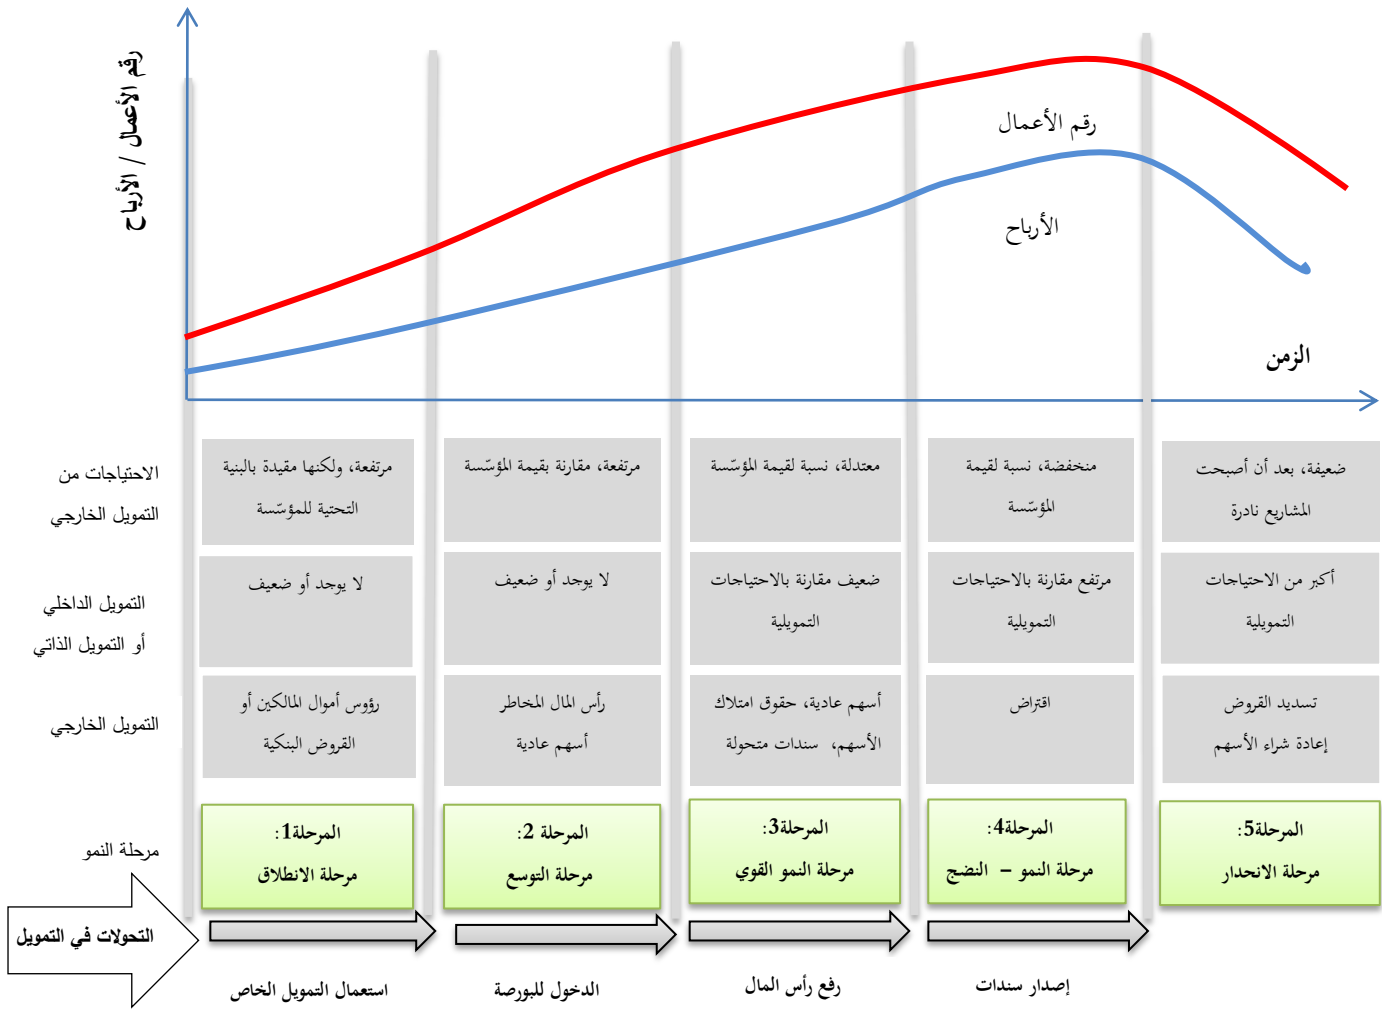 رقم الأعمال / الأرباح
رقم الأعمال
الأرباح
الزمن
الاحتياجات من
التمويل الخارجي
مرتفعة، ولكنها مقيدة بالبنية
التحتية للمؤسّسة
مرتفعة، مقارنة بقيمة المؤسّسة
معتدلة، نسبة لقيمة المؤسّسة
منخفضة، نسبة لقيمة
المؤسّسة
ضعيفة، بعد أن أصبحت
المشاريع نادرة
التمويل الداخلي
أو التمويل الذاتي
لا يوجد أو ضعيف
لا يوجد أو ضعيف
ضعيف مقارنة بالاحتياجات
التمويلية
مرتفع مقارنة بالاحتياجات
التمويلية
أكبر من الاحتياجات
التمويلية
التمويل الخارجي
رؤوس أموال المالكين أو
القروض البنكية
رأس المال المخاطر
أسهم عادية
أسهم عادية، حقوق امتلاك
الأسهم، سندات متحولة
اقتراض
تسديد القروض
إعادة شراء الأسهم
مرحلة النمو
المرحلة1:
مرحلة الانطلاق
المرحلة 2:
مرحلة التوسع
المرحلة3:
مرحلة النمو القوي
المرحلة4:
مرحلة النمو – النضج
المرحلة5:
مرحلة الانحدار
التحولات في التمويل
استعمال التمويل الخاص
الدخول للبورصة
رفع رأس المال
إصدار سندات